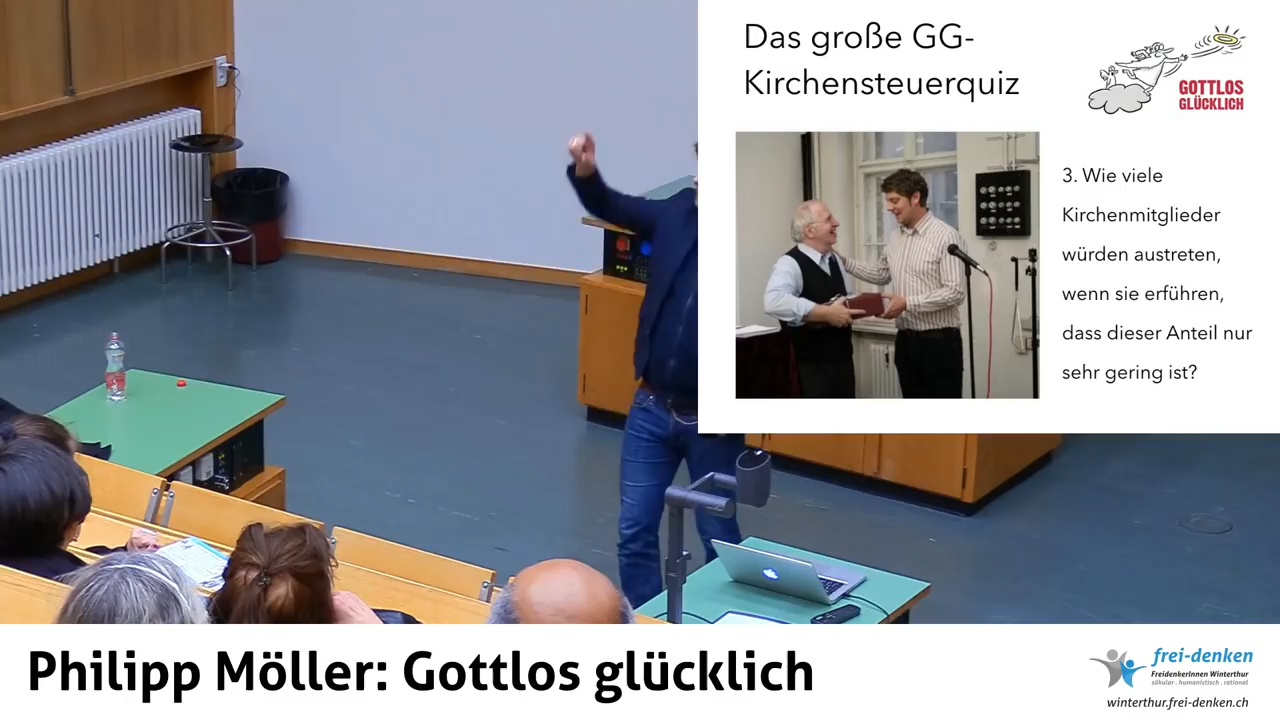 Das große GG-
Kirchensteuerquiz
GOTTLOS
GLÜCKLICH
3. Wie viele
Kirchenmitglieder
würden austreten,
wenn sie erführen,
dass dieser Anteil nur
sehr gering ist?
Philipp Möller: Gottlos glücklich
frei-denken
FreidenkerInnen Winterthur
säkular . humanistisch . rational
winterthur.frei-denken.ch